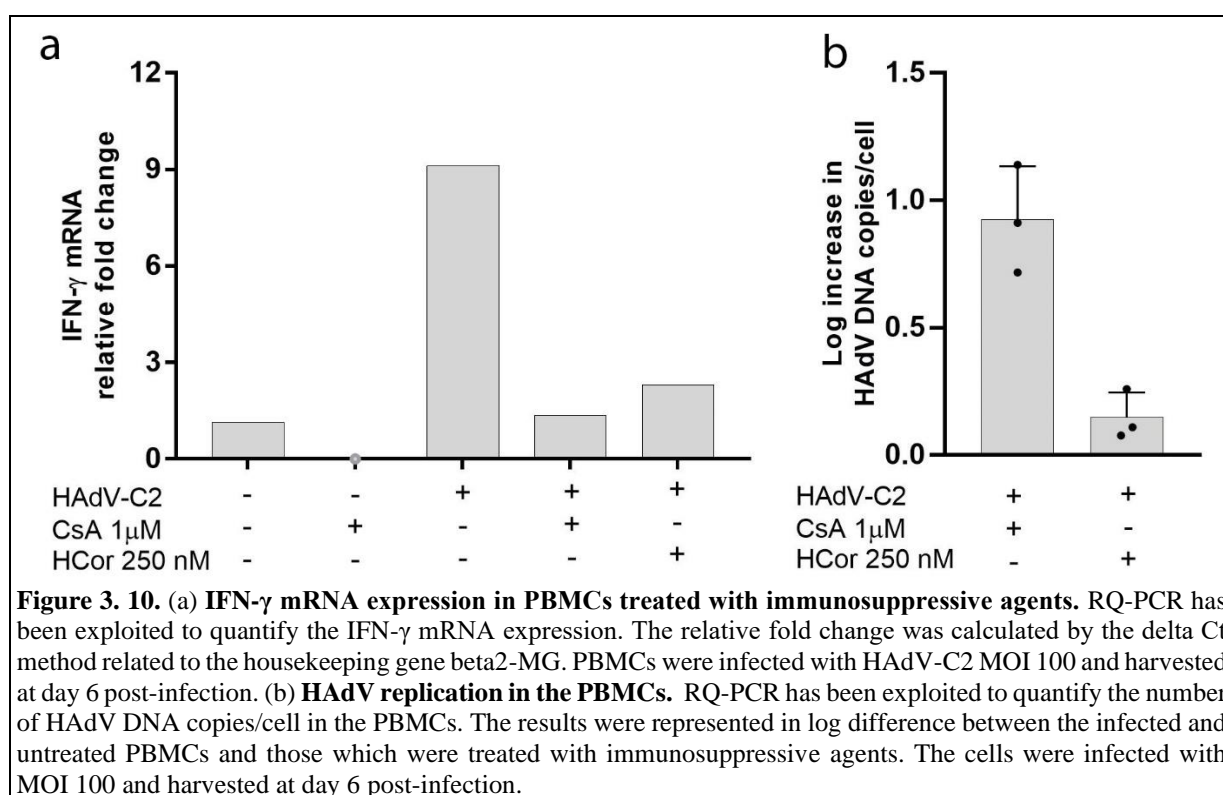 a
12
9
6
3
0
IFN-γ mRNA
relative fold change
HAdV-C2 - - + + +
CsA 1μM - + - + -
HCor 250 nM - - - - +
b
1.5
1.0
0.5
0.0
Log increase in
HAdV DNA copies/cell
HAdV-C2 + +
CsA 1μM + -
HCor 250 nM - +
Figure 3. 10. (a) IFN-γ mRNA expression in PBMCs treated with immunosuppressive agents. RQ-PCR has
been exploited to quantify the IFN-γ mRNA expression. The relative fold change was calculated by the delta Ct
method related to the housekeeping gene beta2-MG. PBMCs were infected with HAdV-C2 MOI 100 and harvested
at day 6 post-infection. (b) HAdV replication in the PBMCs. RQ-PCR has been exploited to quantify the number
of HAdV DNA copies/cell in the PBMCs. The results were represented in log difference between the infected and
untreated PBMCs and those which were treated with immunosuppressive agents. The cells were infected with
MOI 100 and harvested at day 6 post-infection.